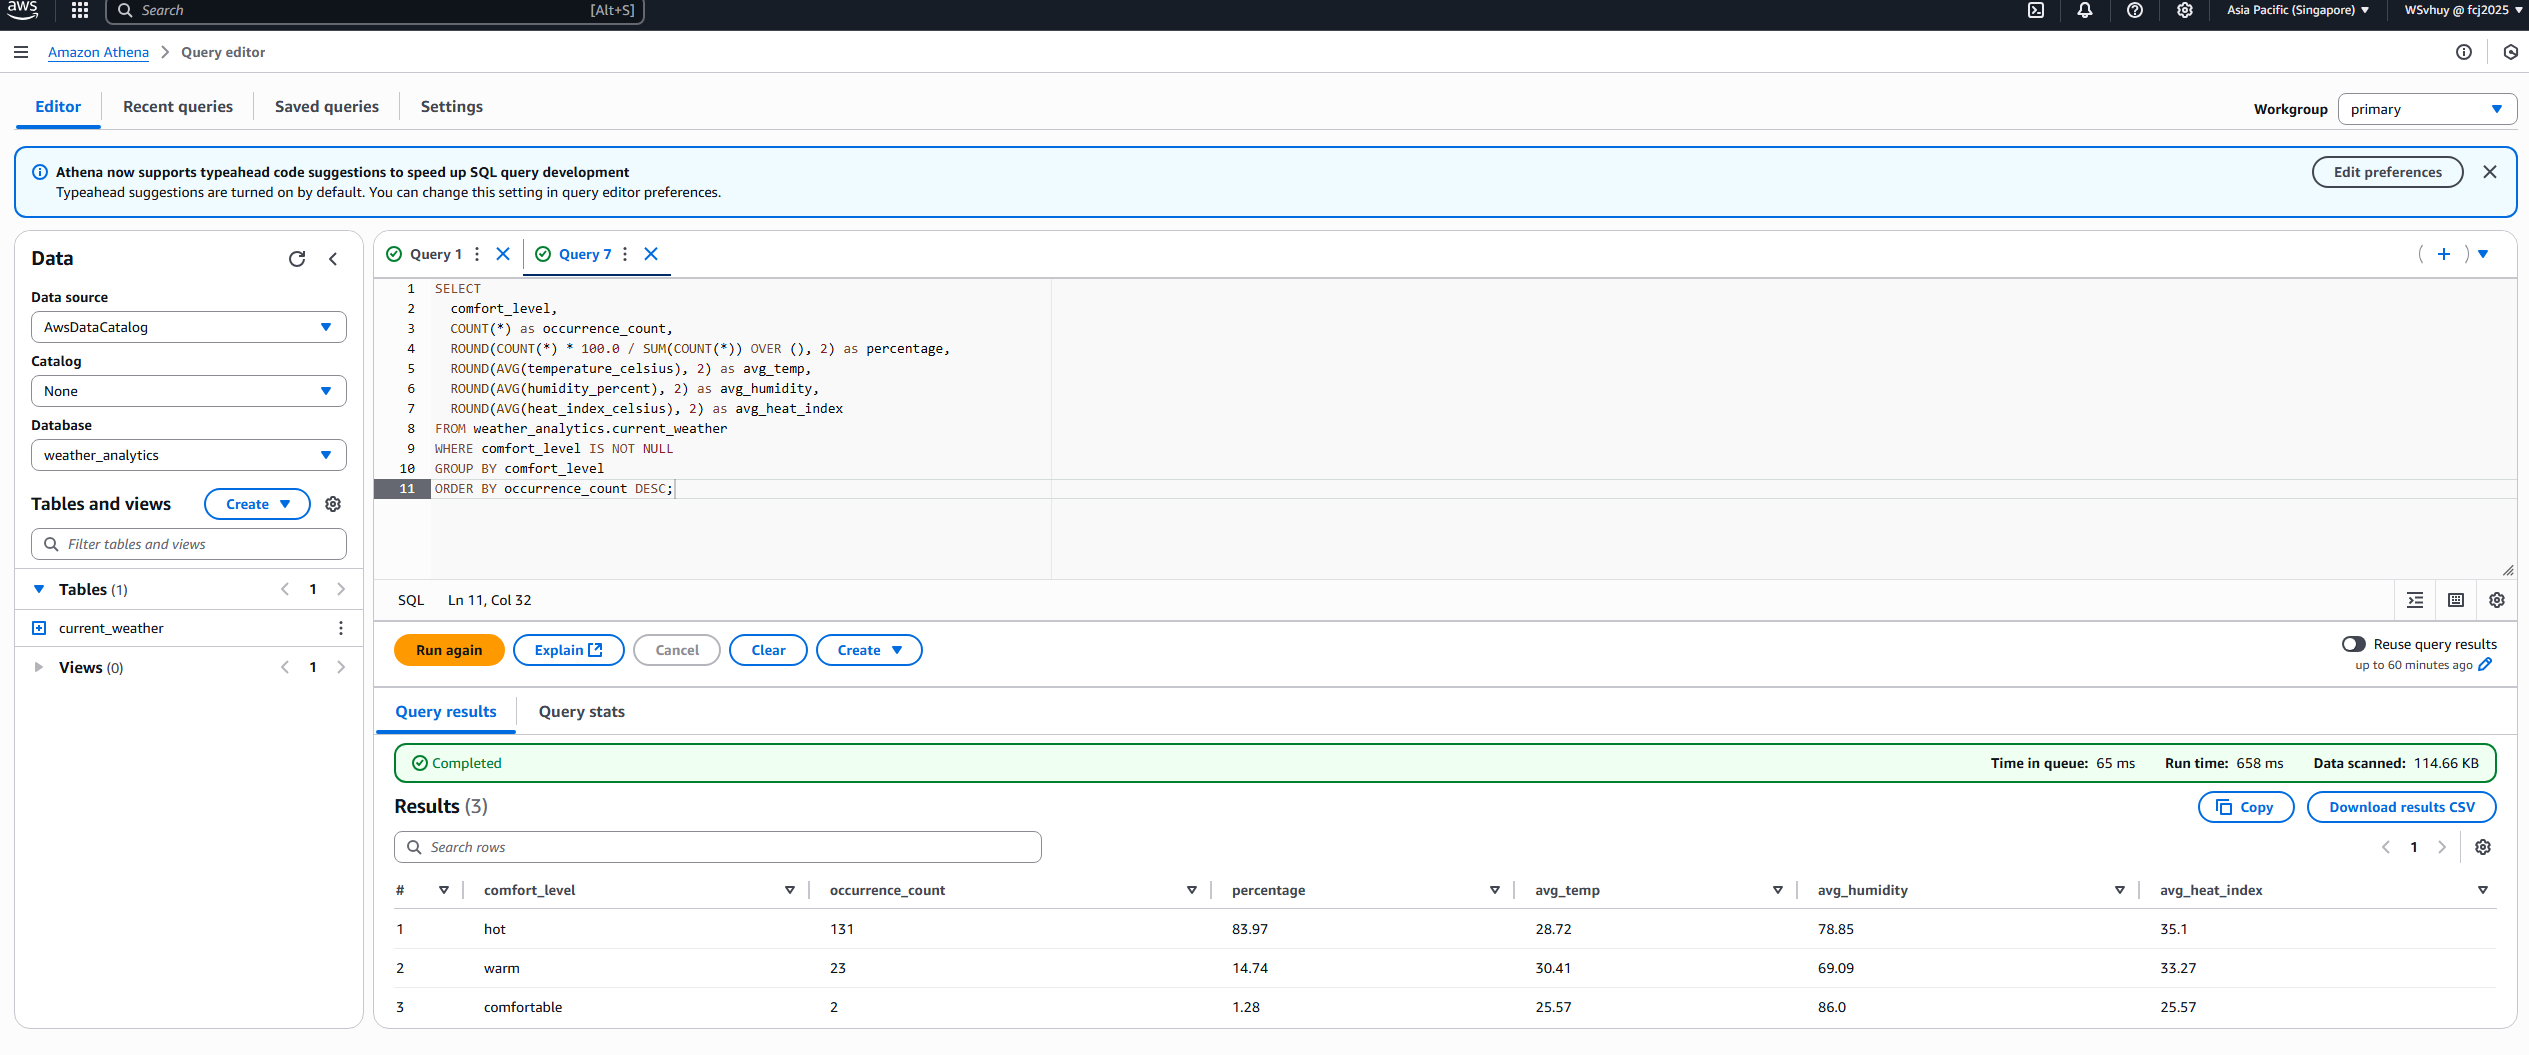 aws
Search
[Alt+S]
Asia Pacific (Singapore)
WSvhuy @ fcj2025
Amazon Athena
Query editor
Editor
Recent queries
Saved queries
Settings
Workgroup
primary
Athena now supports typeahead code suggestions to speed up SQL query development
Typeahead suggestions are turned on by default. You can change this setting in query editor preferences.
Edit preferences
Data
Data source
AwsDataCatalog
Catalog
None
Database
weather_analytics
Tables and views
Create
Filter tables and views
Tables (1)
1
current_weather
Views (0)
1
Query 1
Query 7
1 SELECT
2 comfort_level,
3 COUNT(*) as occurrence_count,
4 ROUND(COUNT(*) * 100.0 / SUM(COUNT(*)) OVER (), 2) as percentage,
5 ROUND(AVG(temperature_celsius), 2) as avg_temp,
6 ROUND(AVG(humidity_percent), 2) as avg_humidity,
7 ROUND(AVG(heat_index_celsius), 2) as avg_heat_index
8 FROM weather_analytics.current_weather
9 WHERE comfort_level IS NOT NULL
10 GROUP BY comfort_level
11 ORDER BY occurrence_count DESC;
SQL
Ln 11, Col 32
Run again
Explain
Cancel
Clear
Create
Reuse query results
up to 60 minutes ago
Query results
Query stats
Completed
Time in queue: 65 ms
Run time: 658 ms
Data scanned: 114.66 KB
Results (3)
Copy
Download results CSV
Search rows
1
# comfort_level occurrence_count percentage avg_temp avg_humidity avg_heat_index
1 hot 131 83.97 28.72 78.85 35.1
2 warm 23 14.74 30.41 69.09 33.27
3 comfortable 2 1.28 25.57 86.0 25.57